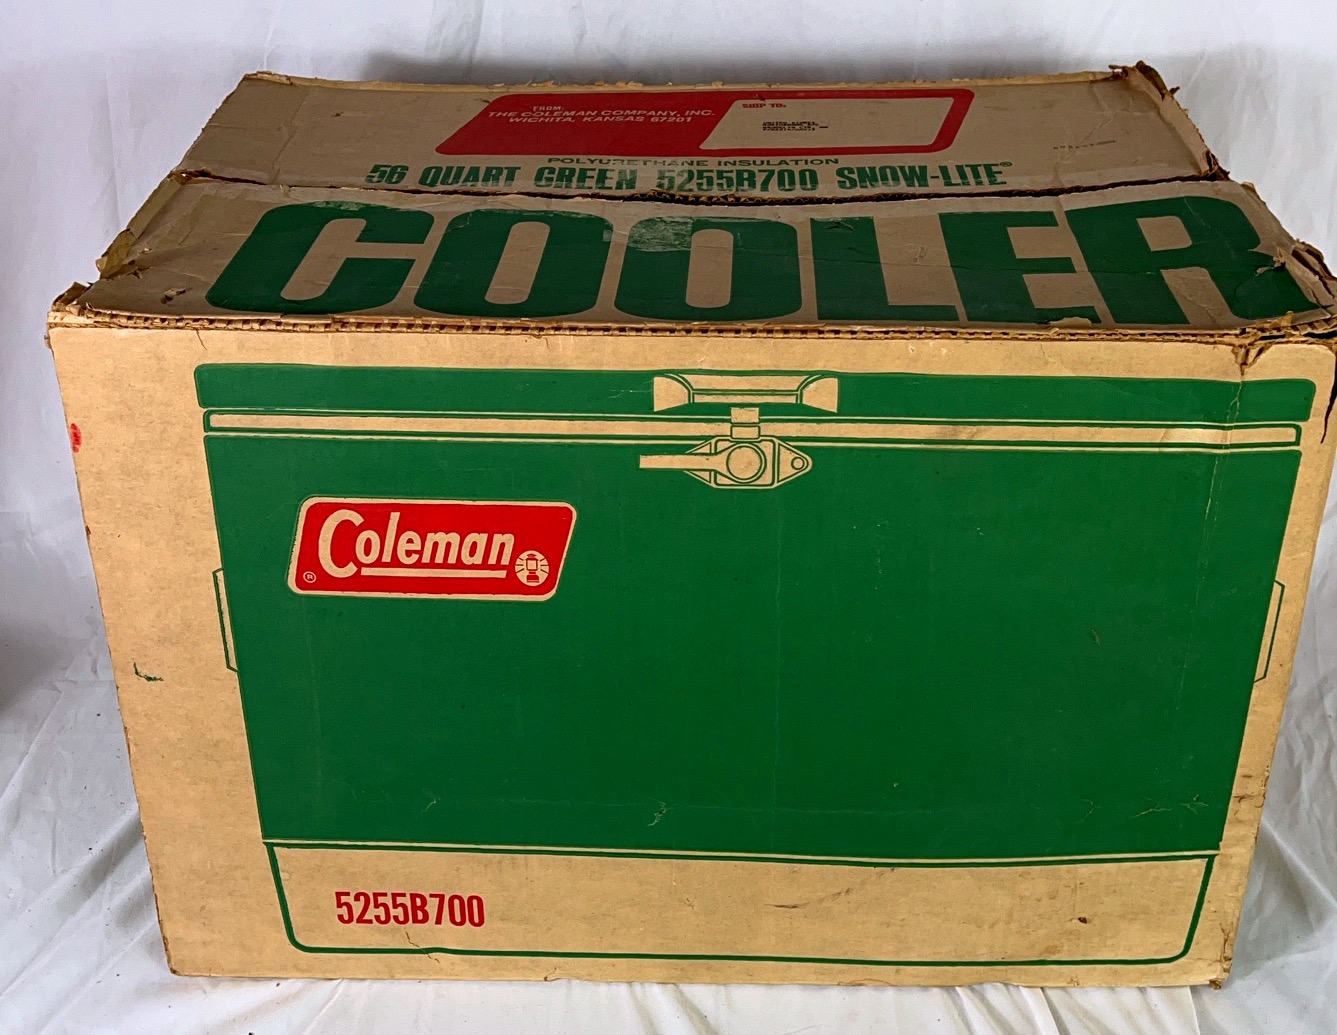 FROM:
THE COLEMAN COMPANY, INC.
WICHITA, KANSAS 67201
SHIP TO:
POLYURETHANE INSULATION
56 QUART GREEN 5255B700 SNOW-LITE®
COOLER
Coleman
®
5255B700